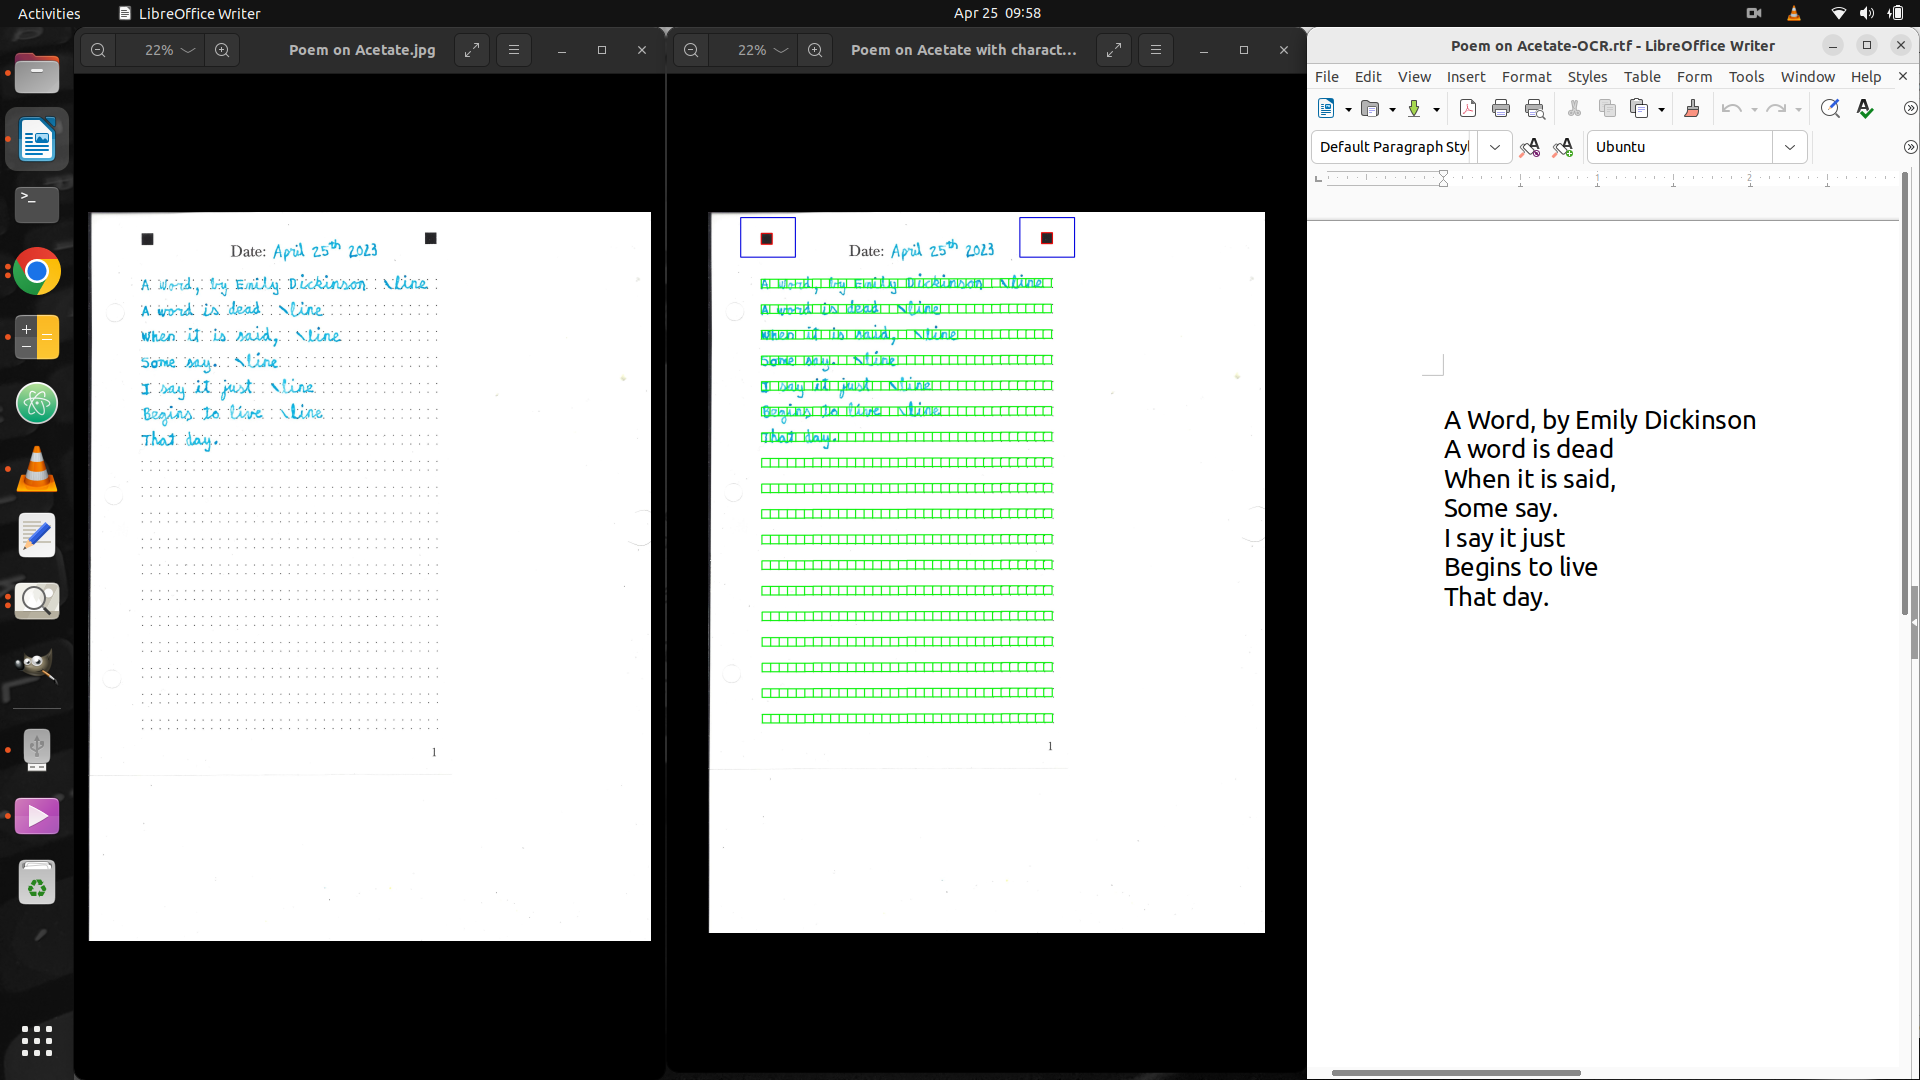 Activities
LibreOffice Writer
Apr 25 09:58
22%
Poem on Acetate.jpg
22%
Poem on Acetate with charact...
Poem on Acetate-OCR.rtf - LibreOffice Writer
File Edit View Insert Format Styles Table Form Tools Window Help
Default Paragraph Styl
Ubuntu
1 2
Date: April 25th 2023
A Word, by Emily Dickinson \line
A word is dead \line
When it is said, \line
Some say. \line
I say it just \line
Begins to live \line
That day.
1
Date: April 25th 2023
A Word, by Emily Dickinson \line
A word is dead \line
When it is said, \line
Some say. \line
I say it just \line
Begins to live \line
That day.
1
A Word, by Emily Dickinson
A word is dead
When it is said,
Some say.
I say it just
Begins to live
That day.